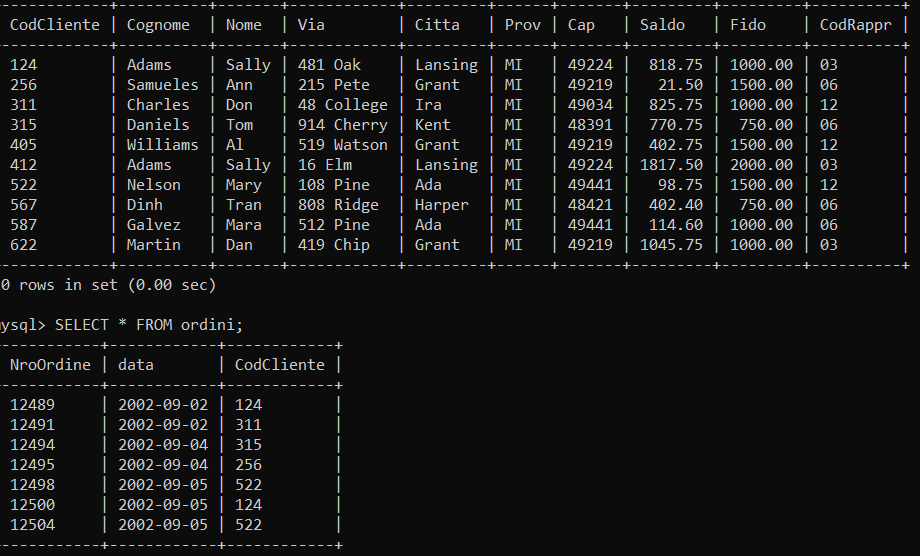 CodCliente | Cognome | Nome | Via | Citta | Prov | Cap | Saldo | Fido | CodRappr |
124 | Adams | Sally | 481 Oak | Lansing | MI | 49224 | 818.75 | 1000.00 | 03 |
256 | Samueles | Ann | 215 Pete | Grant | MI | 49219 | 21.50 | 1500.00 | 06 |
311 | Charles | Don | 48 College | Ira | MI | 49034 | 825.75 | 1000.00 | 12 |
315 | Daniels | Tom | 914 Cherry | Kent | MI | 48391 | 770.75 | 750.00 | 06 |
405 | Williams | Al | 519 Watson | Grant | MI | 49219 | 402.75 | 1500.00 | 12 |
412 | Adams | Sally | 16 Elm | Lansing | MI | 49224 | 1817.50 | 2000.00 | 03 |
522 | Nelson | Mary | 108 Pine | Ada | MI | 49441 | 98.75 | 1500.00 | 12 |
567 | Dinh | Tran | 808 Ridge | Harper | MI | 48421 | 402.40 | 750.00 | 06 |
587 | Galvez | Mara | 512 Pine | Ada | MI | 49441 | 114.60 | 1000.00 | 06 |
622 | Martin | Dan | 419 Chip | Grant | MI | 49219 | 1045.75 | 1000.00 | 03 |
0 rows in set (0.00 sec)
ysql> SELECT * FROM ordini;
NroOrdine | data | CodCliente |
12489 | 2002-09-02 | 124 |
12491 | 2002-09-02 | 311 |
12494 | 2002-09-04 | 315 |
12495 | 2002-09-04 | 256 |
12498 | 2002-09-05 | 522 |
12500 | 2002-09-05 | 124 |
12504 | 2002-09-05 | 522 |